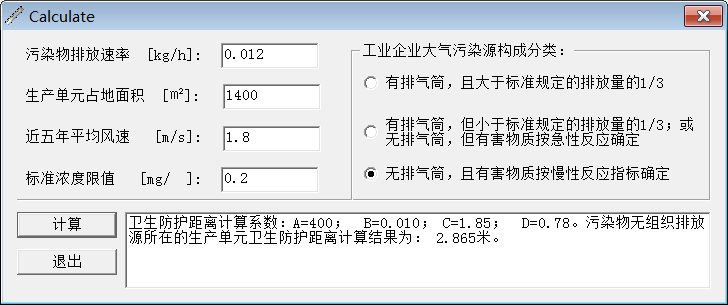 Calculate
污染物排放速率 [kg/h]: 0.012
生产单元占地面积 [m²]: 1400
近五年平均风速 [m/s]: 1.8
标准浓度限值 [mg/ ]: 0.2
工业企业大气污染源构成分类：
有排气筒，且大于标准规定的排放量的1/3
有排气筒，但小于标准规定的排放量的1/3；或
无排气筒，但有害物质按急性反应确定
无排气筒，且有害物质按慢性反应指标确定
计算
退出
卫生防护距离计算系数：A=400； B=0.010； C=1.85； D=0.78。污染物无组织排放
源所在的生产单元卫生防护距离计算结果为： 2.865米。